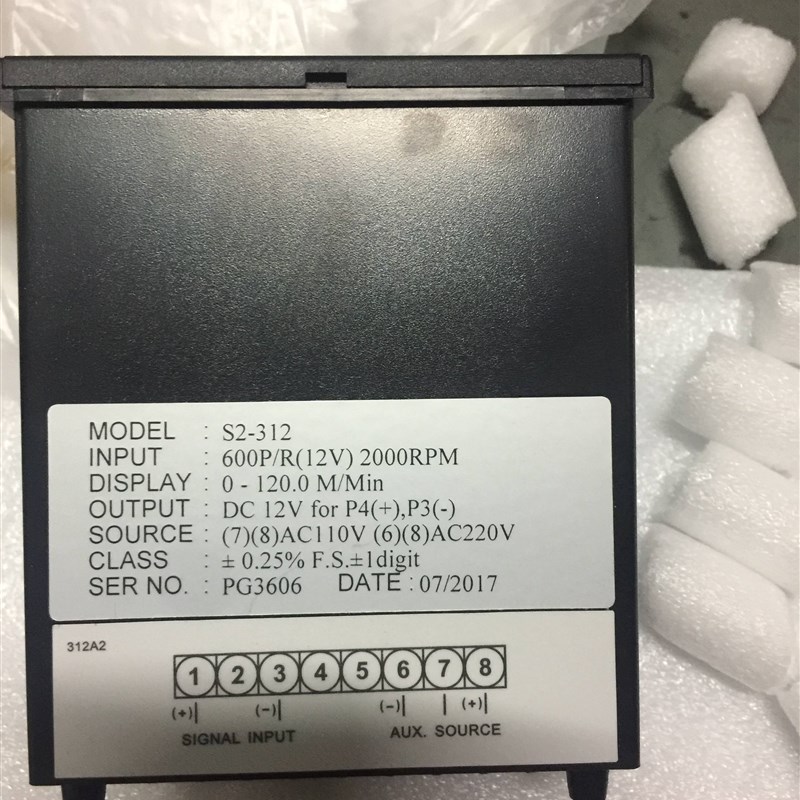 MODEL : S2-312
INPUT : 600P/R(12V) 2000RPM
DISPLAY : 0 - 120.0 M/Min
OUTPUT : DC 12V for P4(+),P3(-)
SOURCE : (7)(8)AC110V (6)(8)AC220V
CLASS : ± 0.25% F.S.±1digit
SER NO. : PG3606 DATE : 07/2017
312A2
1 2 3 4 5 6 7 8
(+) (-) (-) (+)
SIGNAL INPUT AUX. SOURCE